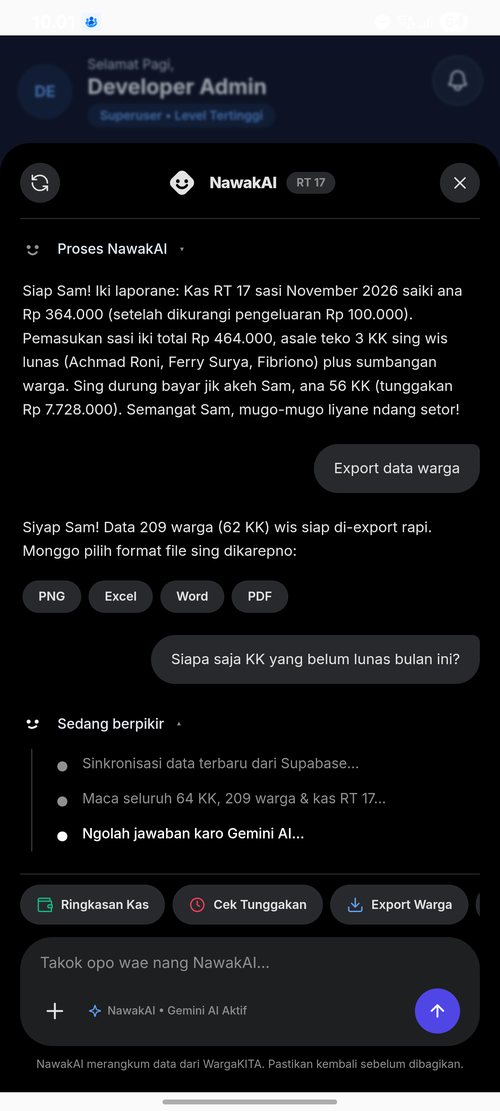 10.01
DE
Selamat Pagi,
Developer Admin
Superuser • Level Tertinggi
NawakAI
RT 17
Proses NawakAI
Siap Sam! Iki laporane: Kas RT 17 sasi November 2026 saiki ana
Rp 364.000 (setelah dikurangi pengeluaran Rp 100.000).
Pemasukan sasi iki total Rp 464.000, asale teko 3 KK sing wis
lunas (Achmad Roni, Ferry Surya, Fibriono) plus sumbangan
warga. Sing durung bayar jik akeh Sam, ana 56 KK (tunggakan
Rp 7.728.000). Semangat Sam, mugo-mugo liyane ndang setor!
Export data warga
Siyap Sam! Data 209 warga (62 KK) wis siap di-export rapi.
Monggo pilih format file sing dikarepno:
PNG Excel Word PDF
Siapa saja KK yang belum lunas bulan ini?
Sedang berpikir
Sinkronisasi data terbaru dari Supabase...
Maca seluruh 64 KK, 209 warga & kas RT 17...
Ngolah jawaban karo Gemini AI...
Ringkasan Kas Cek Tunggakan Export Warga
Takok opo wae nang NawakAI...
NawakAI • Gemini AI Aktif
NawakAI merangkum data dari WargaKITA. Pastikan kembali sebelum dibagikan.